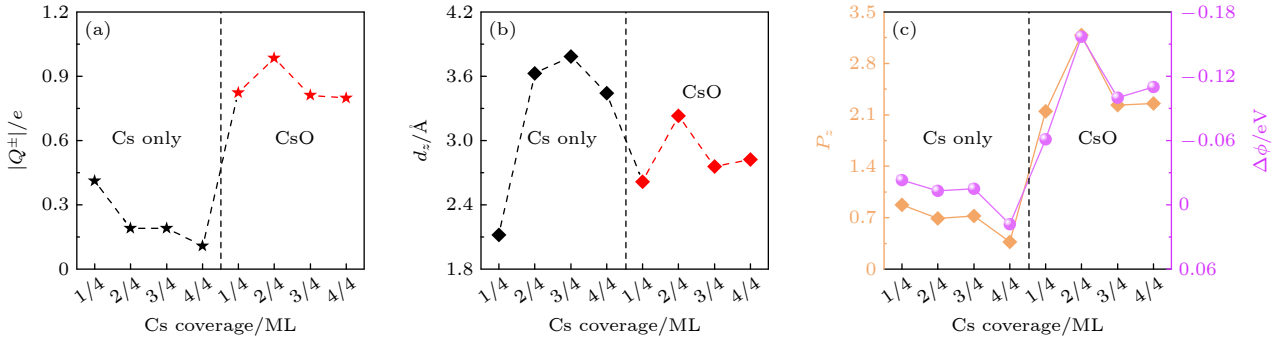 (a)
|Q±|/e
1.2
0.9
0.6
0.3
0
Cs only
CsO
1/4
2/4
3/4
4/4
1/4
2/4
3/4
4/4
Cs coverage/ML
(b)
d_z/Å
4.2
3.6
3.0
2.4
1.8
Cs only
CsO
1/4
2/4
3/4
4/4
1/4
2/4
3/4
4/4
Cs coverage/ML
(c)
P_z
3.5
2.8
2.1
1.4
0.7
0
Cs only
CsO
−0.18
−0.12
−0.06
0
0.06
Δϕ/eV
1/4
2/4
3/4
4/4
1/4
2/4
3/4
4/4
Cs coverage/ML